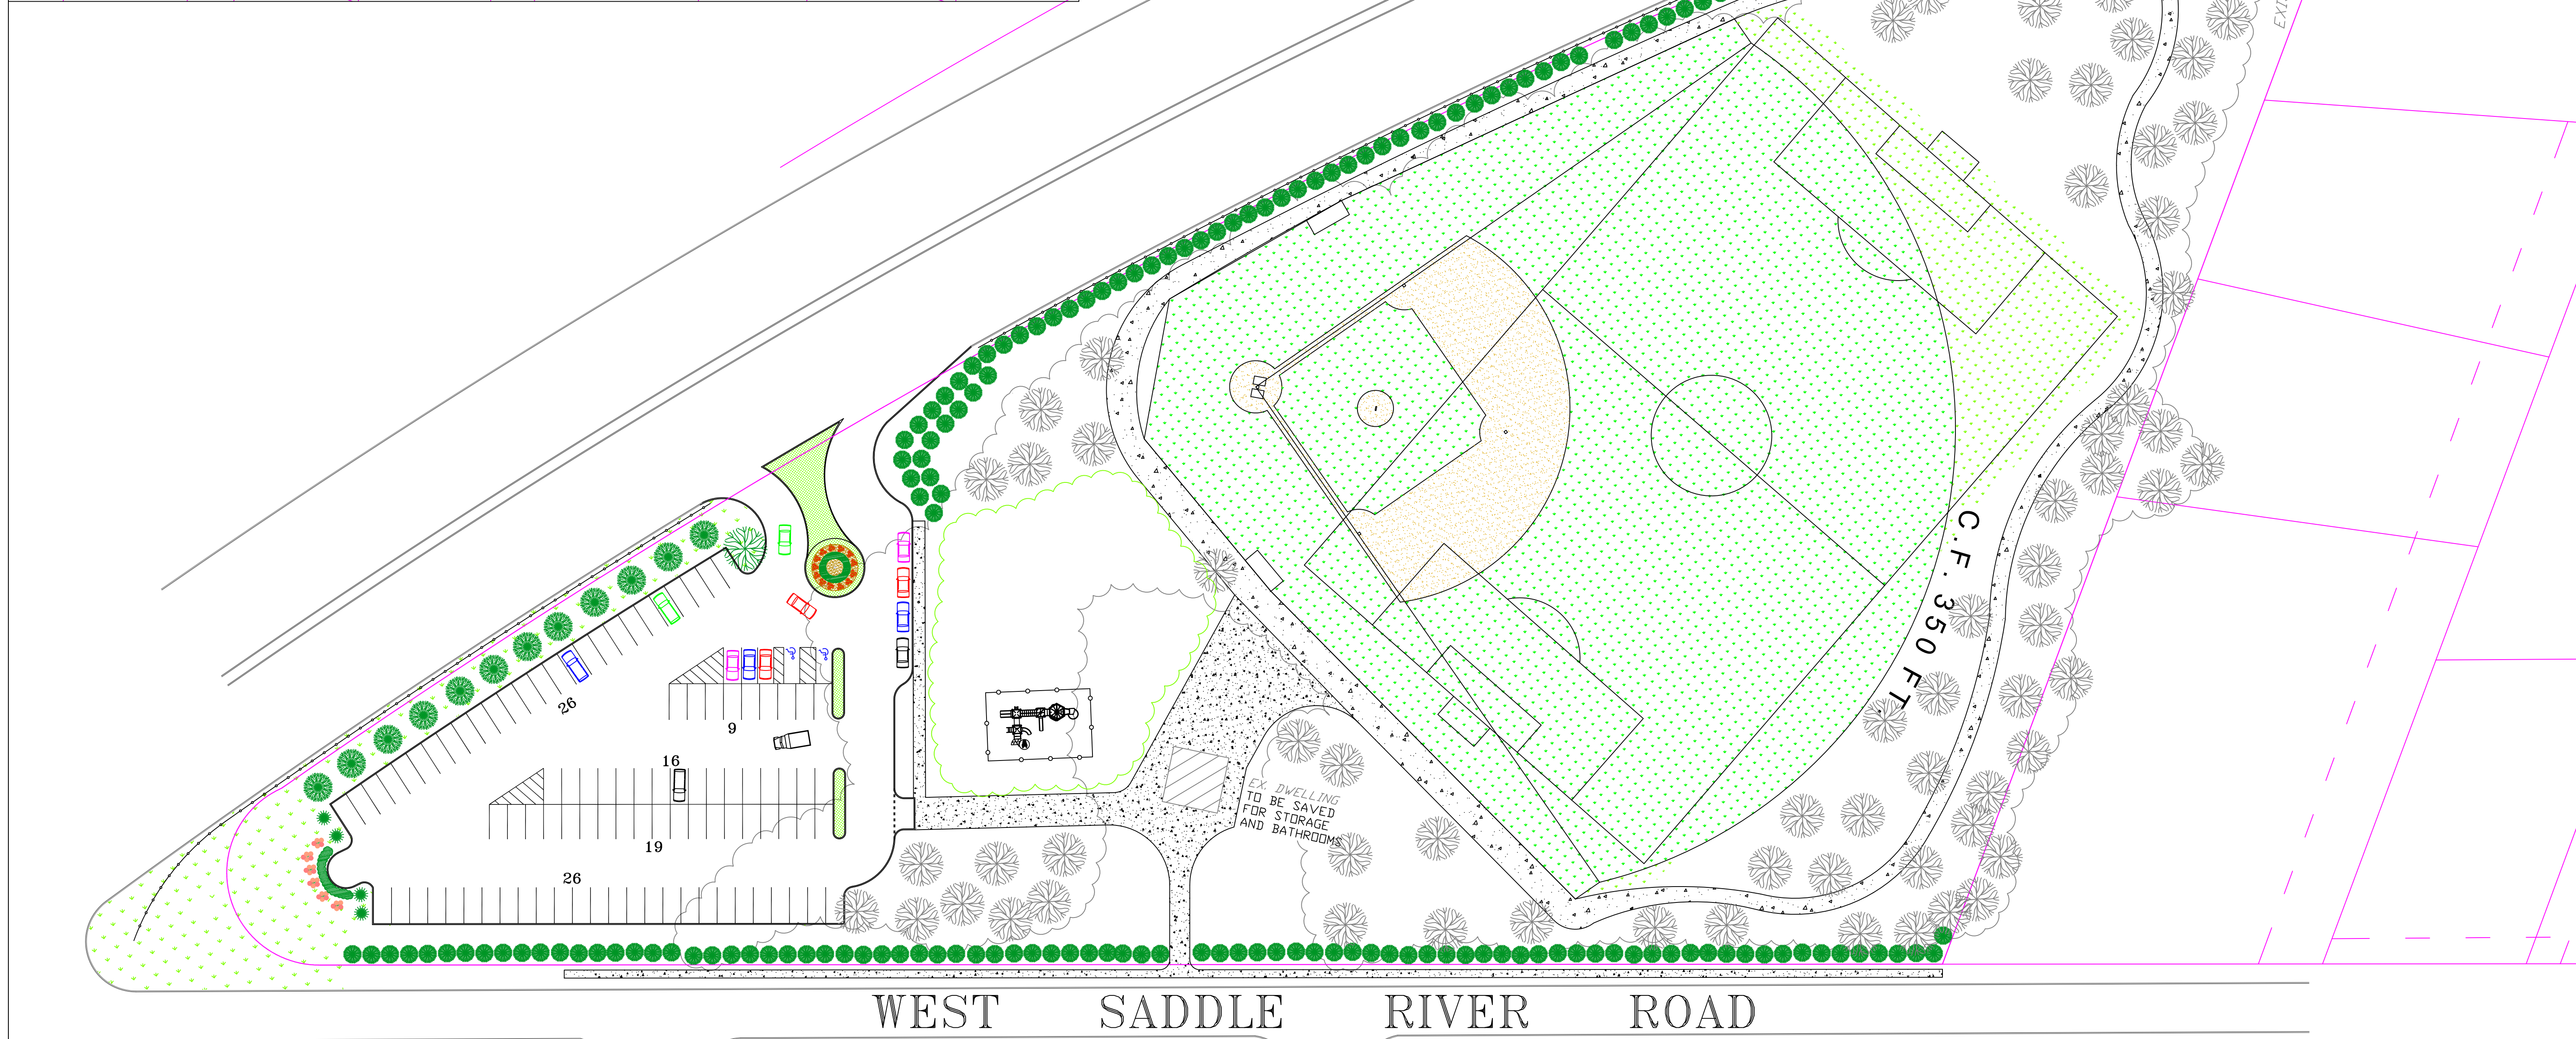 26
9
16
19
26
EX. DWELLING
TO BE SAVED
FOR STORAGE
AND BATHROOMS
C.F. 350 FT.
WEST SADDLE RIVER ROAD